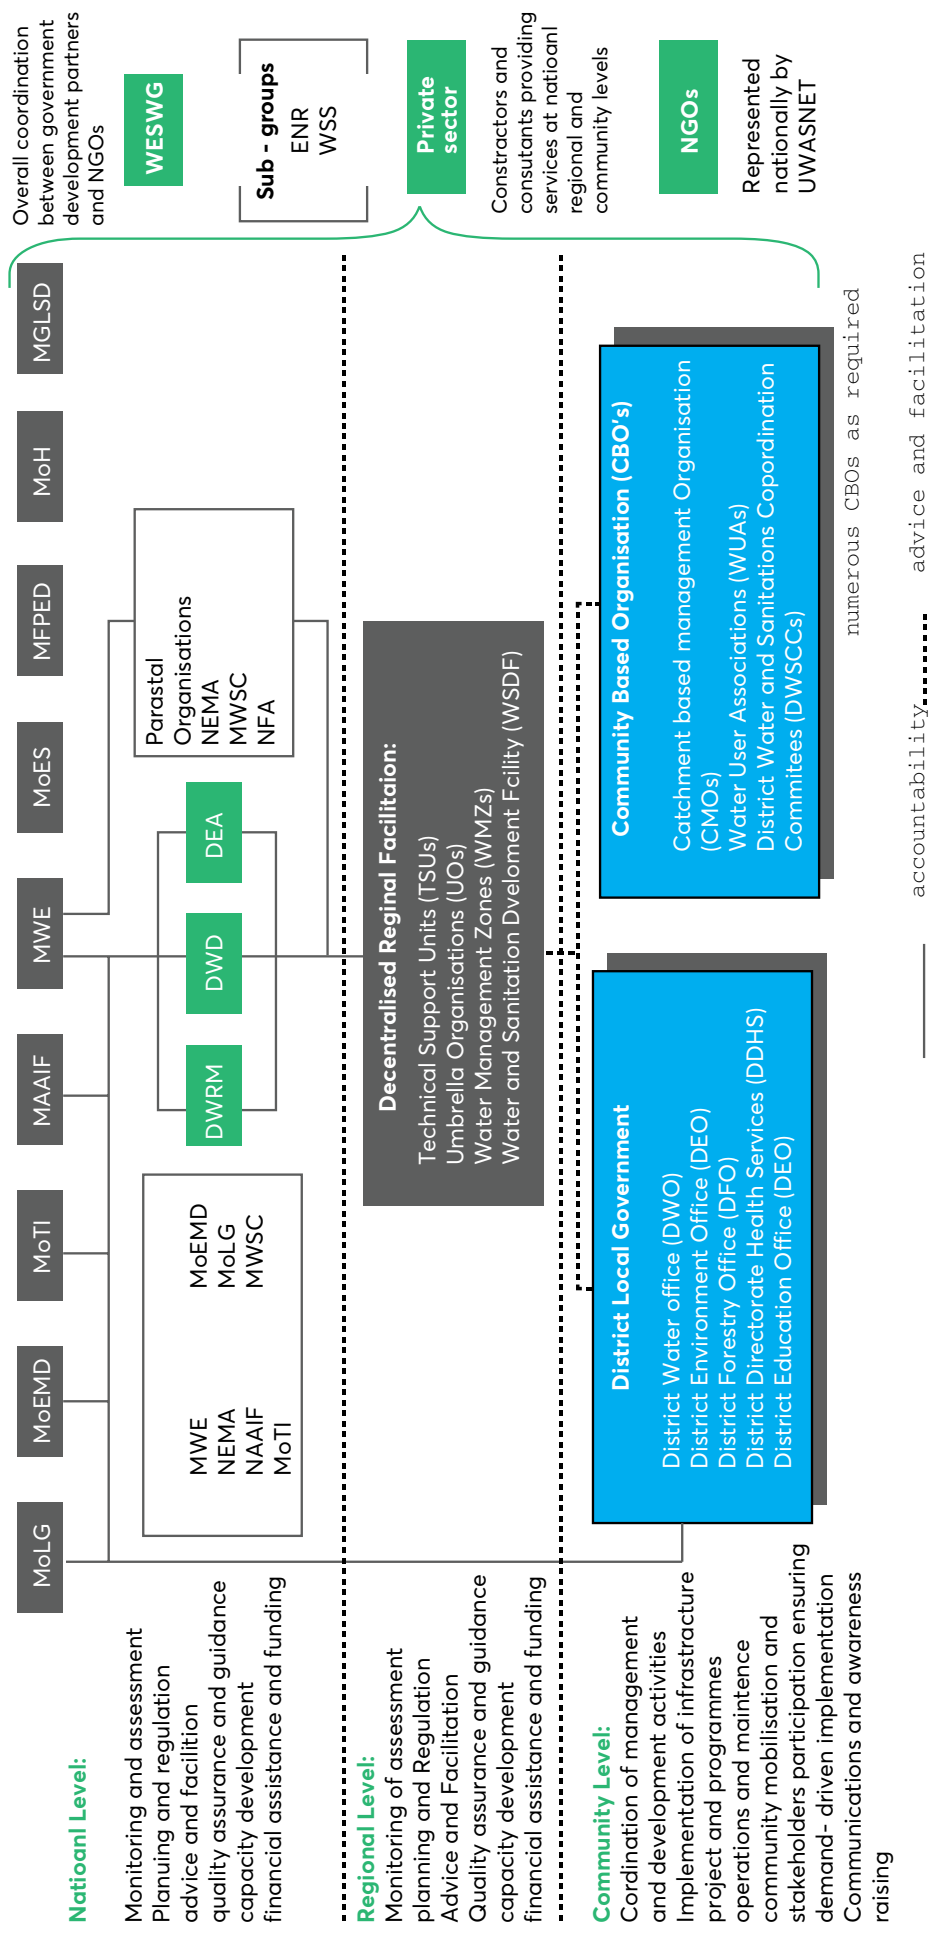 MoLG
MoEMD
MoTI
MAAIF
MWE
MoES
MFPED
MoH
MGLSD
Overall coordination
between government
development partners
and NGOs
WESWG
Sub - groups
ENR
WSS
Private
sector
Constractors and
consutants providing
services at nationl
regional and
community levels
NGOs
Represented
nationally by
UWASNET
Natioanl Level:
Monitoring and assessment
Planuing and regulation
advice and facilition
quality assurance and guidance
capacity development
financial assistance and funding
MWE
NEMA
NAAIF
MoTI
MoEMD
MoLG
MWSC
DWRM
DWD
DEA
Parastal
Organisations
NEMA
MWSC
NFA
Regional Level:
Monitoring of assessment
planning and Regulation
Advice and Facilitation
Quality assurance and guidance
capacity development
financial assistance and funding
Decentralised Reginal Facilitaion:
Technical Support Units (TSUs)
Umbrella Organisations (UOs)
Water Management Zones (WMZs)
Water and Sanitation Dveloment Fcility (WSDF)
Community Level:
Cordination of management
and development activities
Implementation of infrastracture
project and programmes
operations and maintence
community mobilisation and
stakeholders participation ensuring
demand- driven implementation
Communications and awareness
raising
District Local Government
District Water office (DWO)
District Environment Office (DEO)
District Forestry Office (DFO)
District Directorate Health Services (DDHS)
District Education Office (DEO)
Community Based Organisation (CBO's)
Catchment based management Organisation
(CMOs)
Water User Associations (WUAs)
District Water and Sanitations Copordination
Commitees (DWSCCs)
numerous CBOs as required
accountability
advice and facilitation